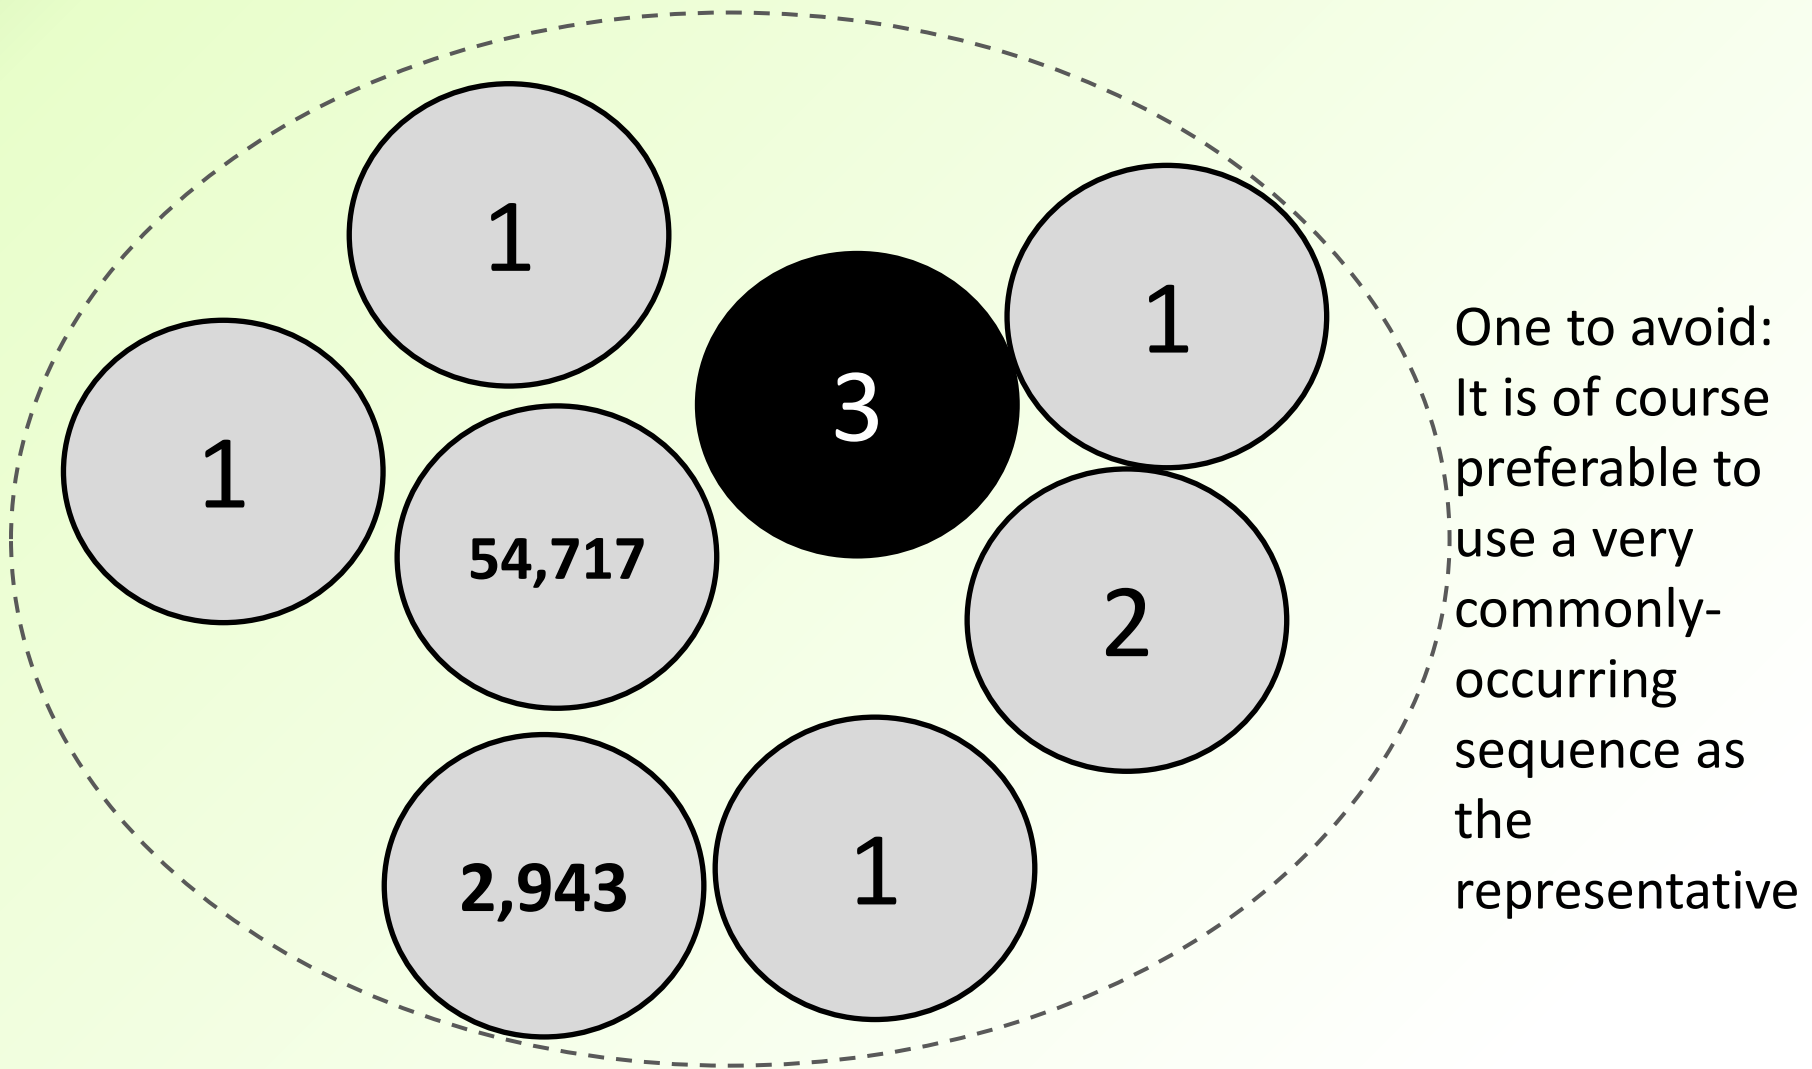 1
1
3
1
54,717
2
2,943
1
One to avoid:
It is of course
preferable to
use a very
commonly-
occurring
sequence as
the
representative